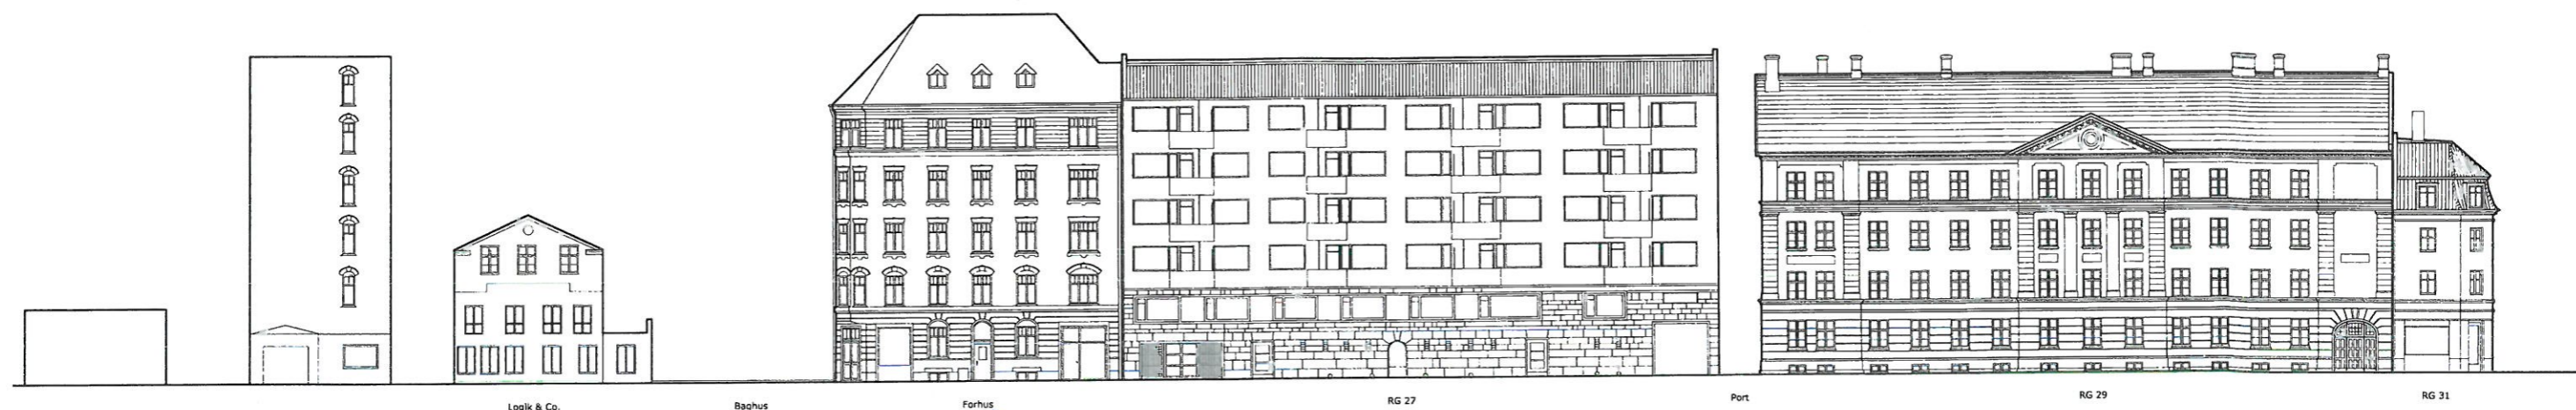 Logik & Co.
Baghus
Forhus
RG 27
Port
RG 29
RG 31